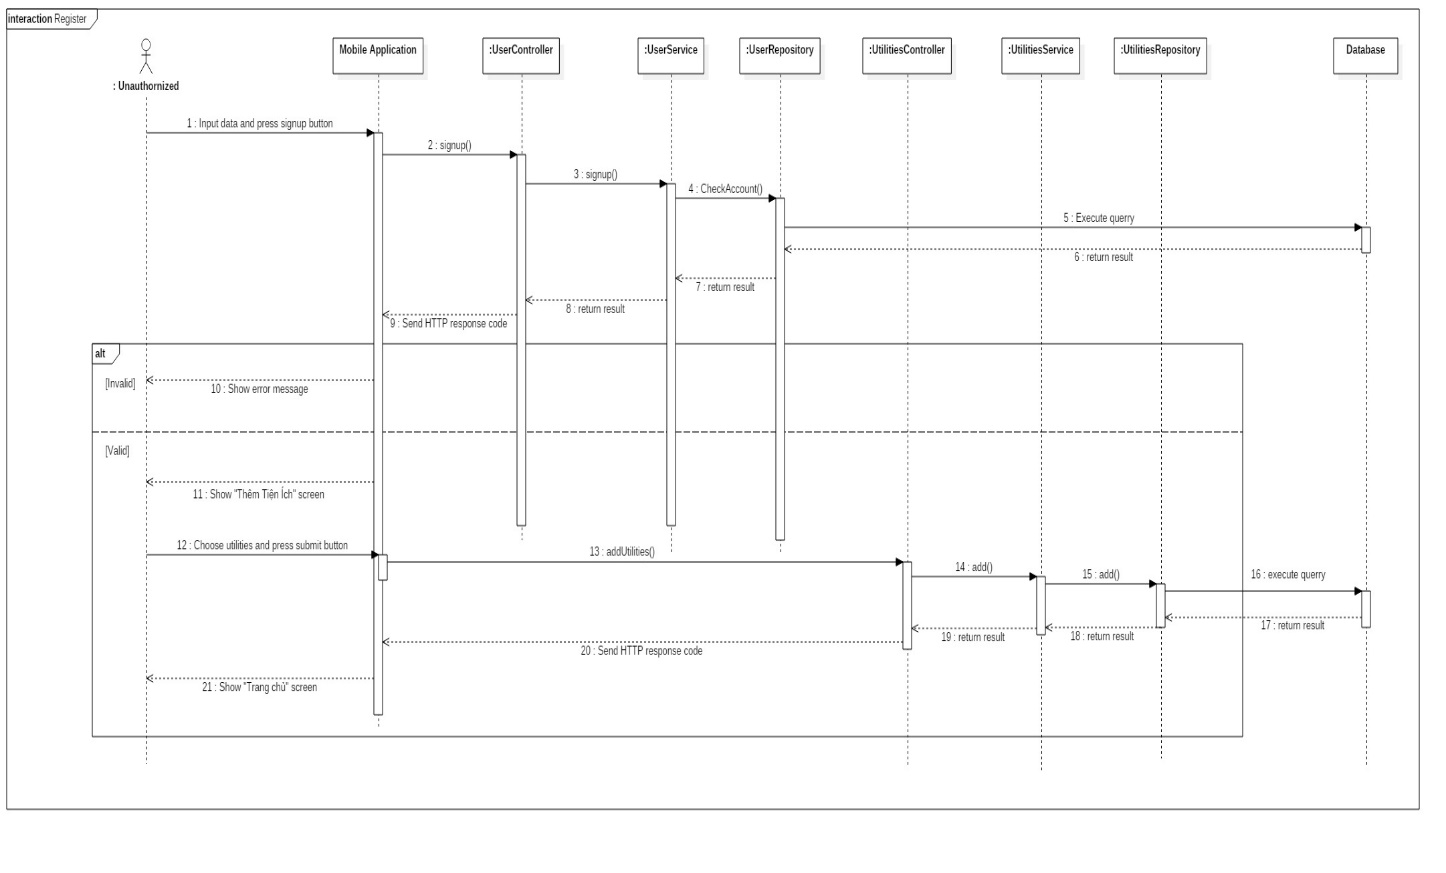 interaction Register
: Unauthornized
Mobile Application
:UserController
:UserService
:UserRepository
:UtilitiesController
:UtilitiesService
:UtilitiesRepository
Database
1 : Input data and press signup button
2 : signup()
3 : signup()
4 : CheckAccount()
5 : Execute querry
6 : return result
7 : return result
8 : return result
9 : Send HTTP response code
alt
[Invalid]
10 : Show error message
[Valid]
11 : Show "Thêm Tiện Ích" screen
12 : Choose utilities and press submit button
13 : addUtilities()
14 : add()
15 : add()
16 : execute querry
17 : return result
18 : return result
19 : return result
20 : Send HTTP response code
21 : Show "Trang chủ" screen